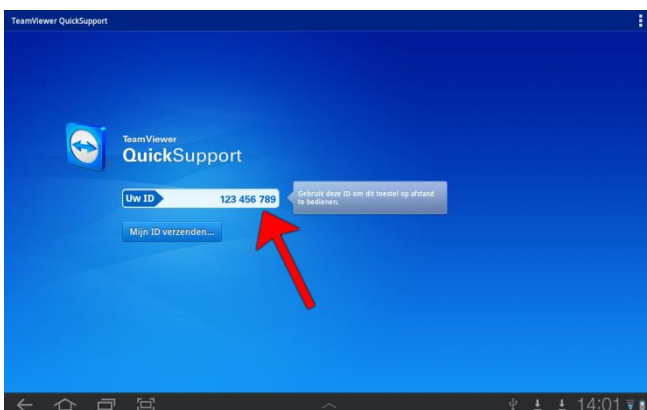 TeamViewer QuickSupport
TeamViewer
QuickSupport
Uw ID 123 456 789
Gebruik deze ID om dit toestel op afstand
te bedienen.
Mijn ID verzenden...
14:01